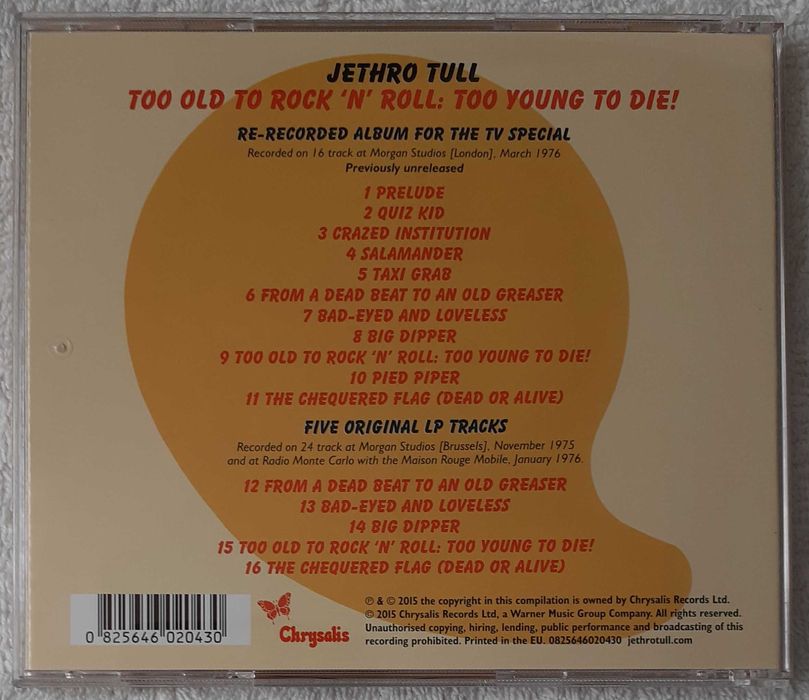 JETHRO TULL
TOO OLD TO ROCK 'N' ROLL: TOO YOUNG TO DIE!
RE-RECORDED ALBUM FOR THE TV SPECIAL
Recorded on 16 track at Morgan Studios [London], March 1976
Previously unreleased
1 PRELUDE
2 QUIZ KID
3 CRAZED INSTITUTION
4 SALAMANDER
5 TAXI GRAB
6 FROM A DEAD BEAT TO AN OLD GREASER
7 BAD-EYED AND LOVELESS
8 BIG DIPPER
9 TOO OLD TO ROCK 'N' ROLL: TOO YOUNG TO DIE!
10 PIED PIPER
11 THE CHEQUERED FLAG (DEAD OR ALIVE)
FIVE ORIGINAL LP TRACKS
Recorded on 24 track at Morgan Studios [Brussels], November 1975
and at Radio Monte Carlo with the Maison Rouge Mobile, January 1976.
12 FROM A DEAD BEAT TO AN OLD GREASER
13 BAD-EYED AND LOVELESS
14 BIG DIPPER
15 TOO OLD TO ROCK 'N' ROLL: TOO YOUNG TO DIE!
16 THE CHEQUERED FLAG (DEAD OR ALIVE)
0 825646 020430
Chrysalis
℗ & © 2015 the copyright in this compilation is owned by Chrysalis Records Ltd.
© 2015 Chrysalis Records Ltd, a Warner Music Group Company. All rights reserved.
Unauthorised copying, hiring, lending, public performance and broadcasting of this
recording prohibited. Printed in the EU. 0825646020430 jethrotull.com